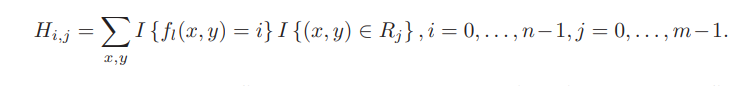 H_{i,j} = \sum_{x,y} I\{f_l(x, y) = i\} I\{(x, y) \in R_j\}, i = 0, \ldots, n-1, j = 0, \ldots, m-1.